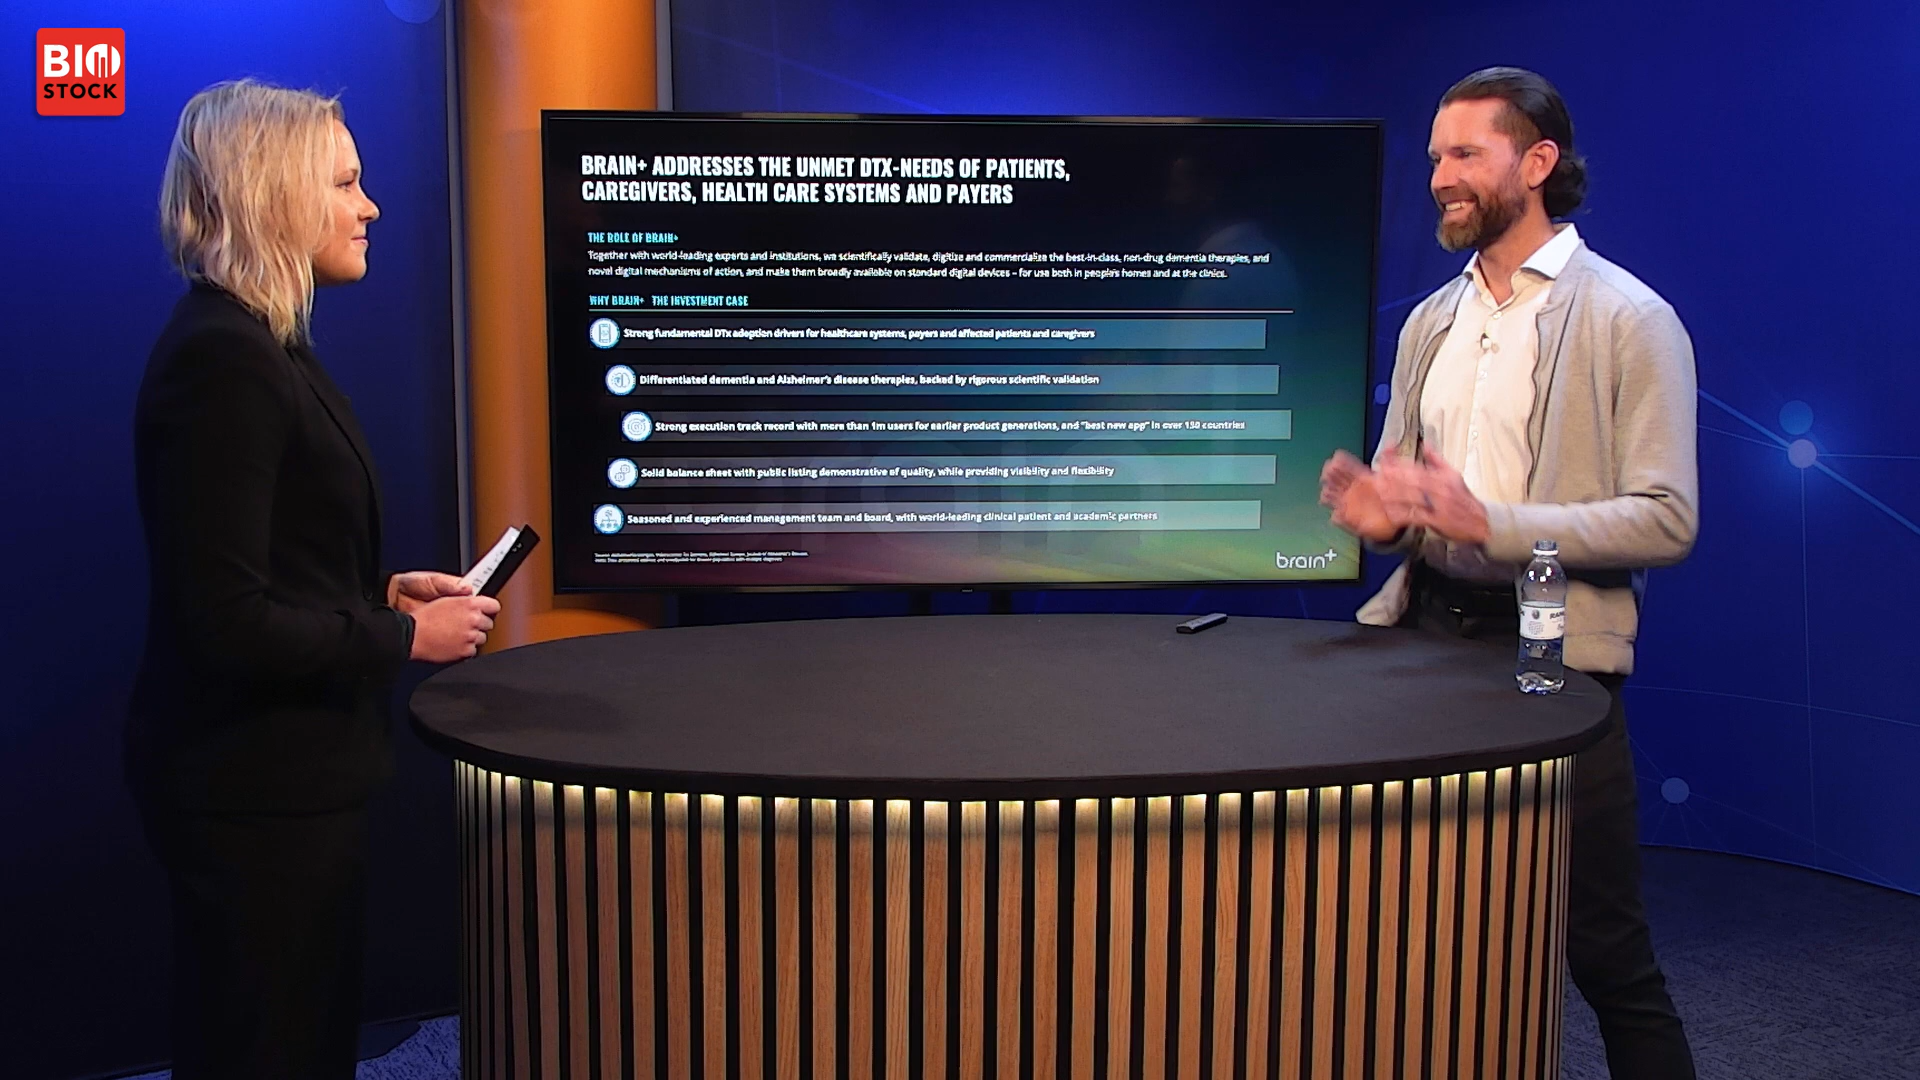 BIO
STOCK
BRAIN+ ADDRESSES THE UNMET DTX-NEEDS OF PATIENTS,
CAREGIVERS, HEALTH CARE SYSTEMS AND PAYERS
THE ROLE OF BRAIN+
Together with world-leading experts and institutions, we scientifically validate, digitize and commercialize the best-in-class, non-drug dementia therapies, and
novel digital mechanisms of action, and make them broadly available on standard digital devices – for use both in people's homes and at the clinics.
WHY BRAIN+ THE INVESTMENT CASE
Strong fundamental DTx adoption drivers for healthcare systems, payers and affected patients and caregivers
Differentiated dementia and Alzheimer's disease therapies, backed by rigorous scientific validation
Strong execution track record with more than 1m users for earlier product generations, and "best new app" in over 130 countries
Solid balance sheet with public listing demonstrative of quality, while providing visibility and flexibility
Seasoned and experienced management team and board, with world-leading clinical patient and academic partners
brain+